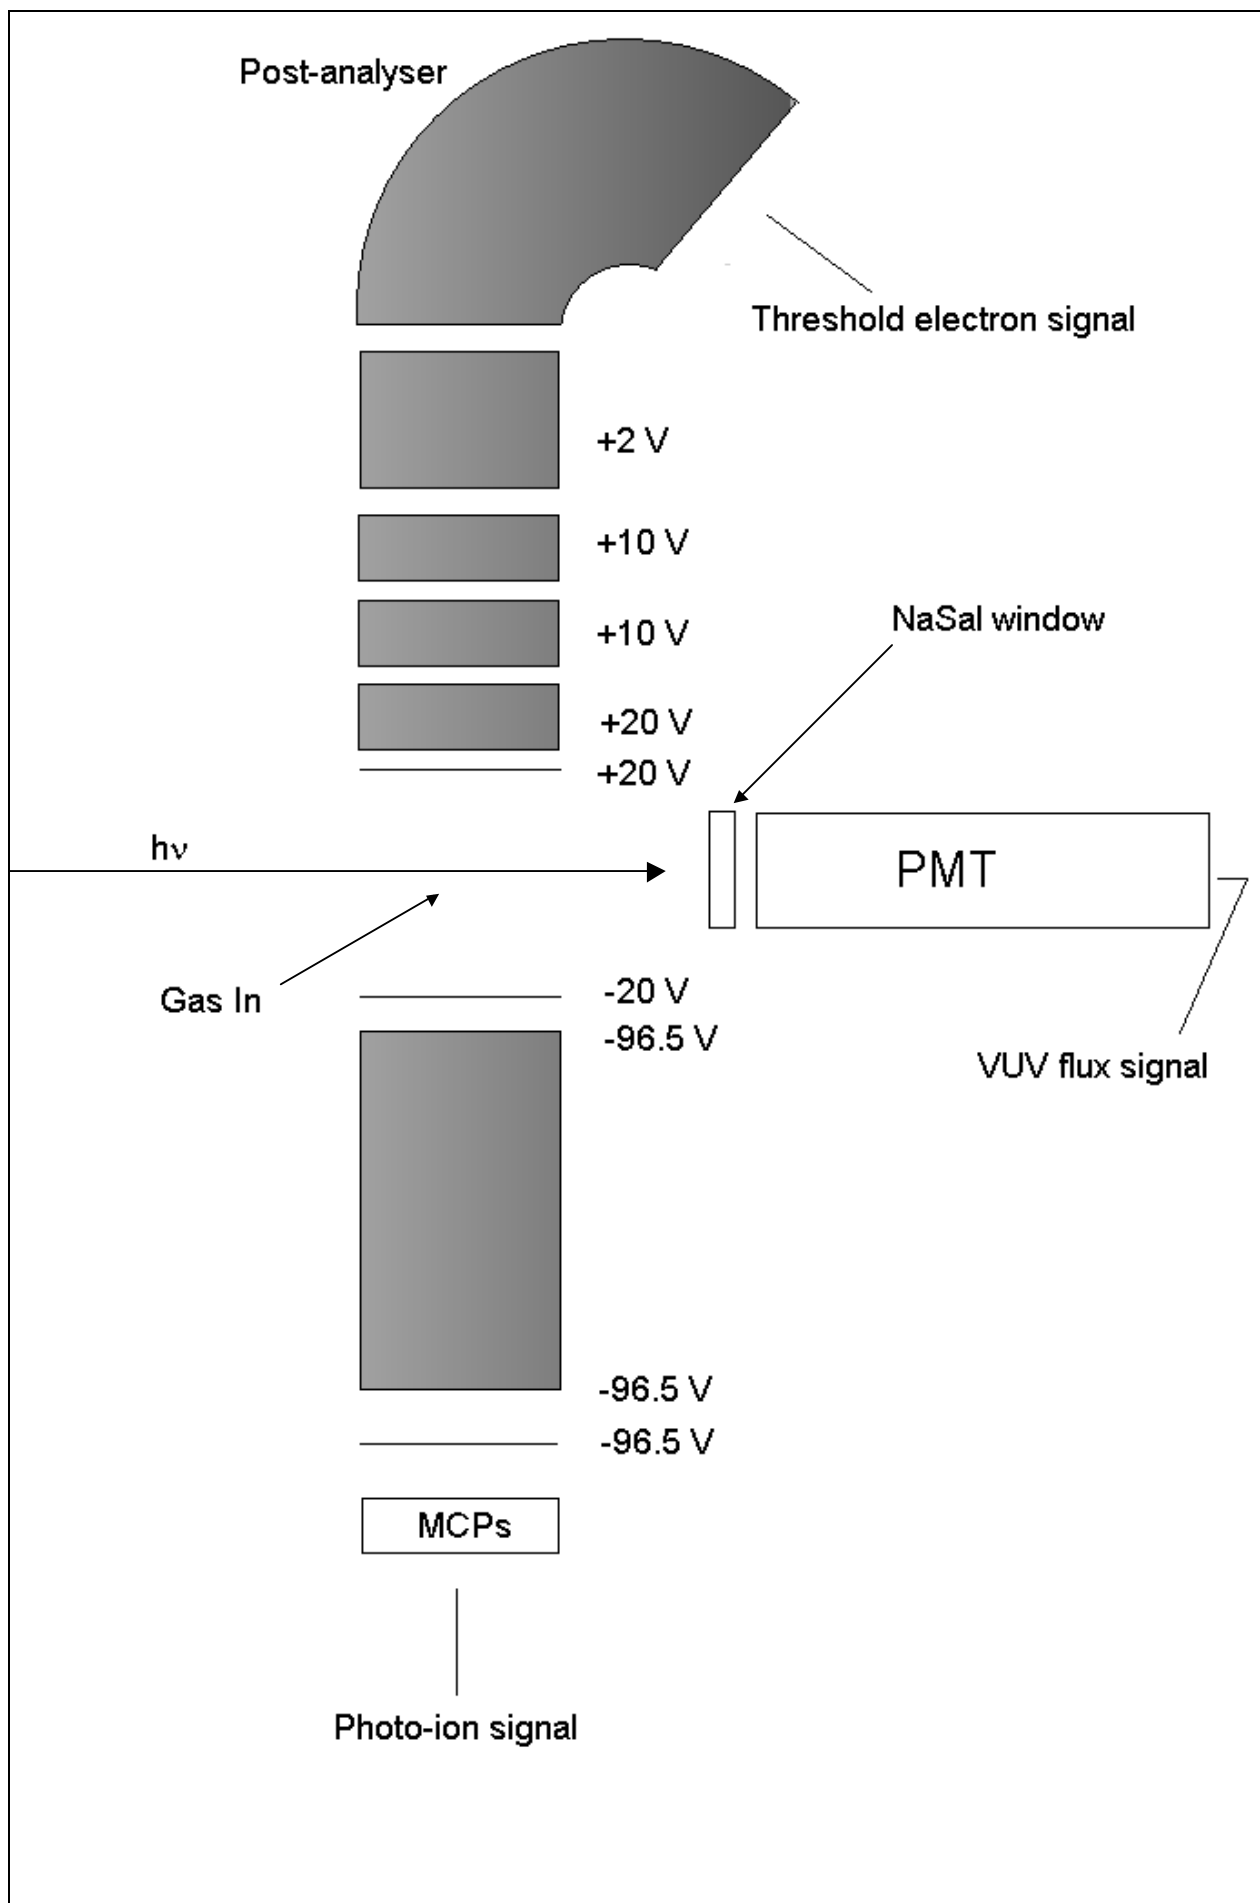 Post-analyser
Threshold electron signal
+2 V
+10 V
NaSal window
+10 V
+20 V
+20 V
hν
PMT
Gas In
-20 V
-96.5 V
VUV flux signal
-96.5 V
-96.5 V
MCPs
Photo-ion signal